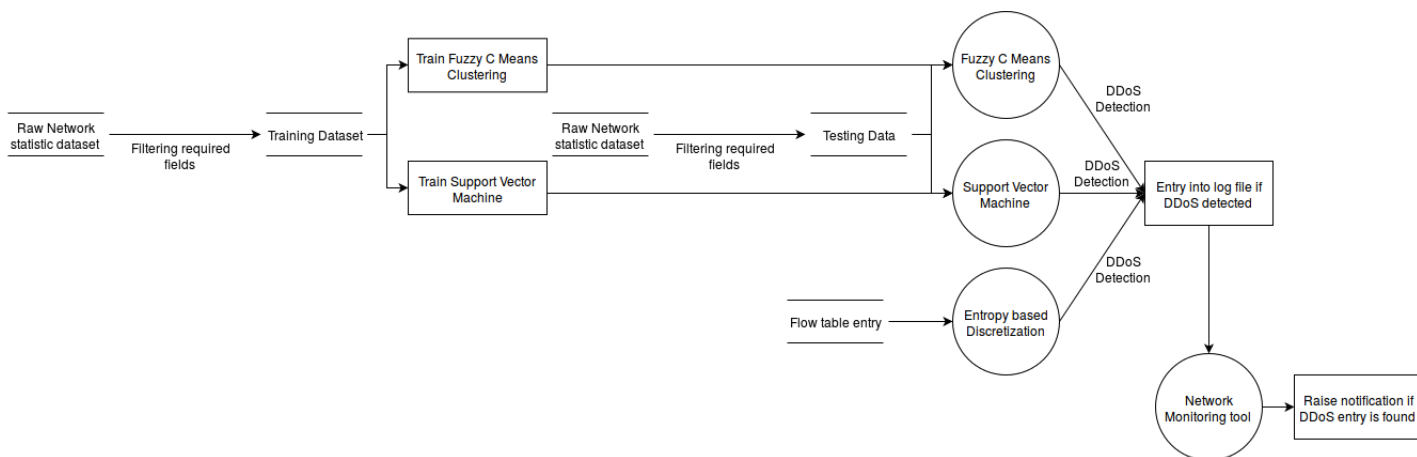 Train Fuzzy C Means
Clustering
Fuzzy C Means
Clustering
DDoS
Detection
Raw Network
statistic dataset
Filtering required
fields
Training Dataset
Raw Network
statistic dataset
Filtering required
fields
Testing Data
Train Support Vector
Machine
Support Vector
Machine
DDoS
Detection
Entry into log file if
DDoS detected
DDoS
Detection
Flow table entry
Entropy based
Discretization
Network
Monitoring tool
Raise notification if
DDoS entry is found